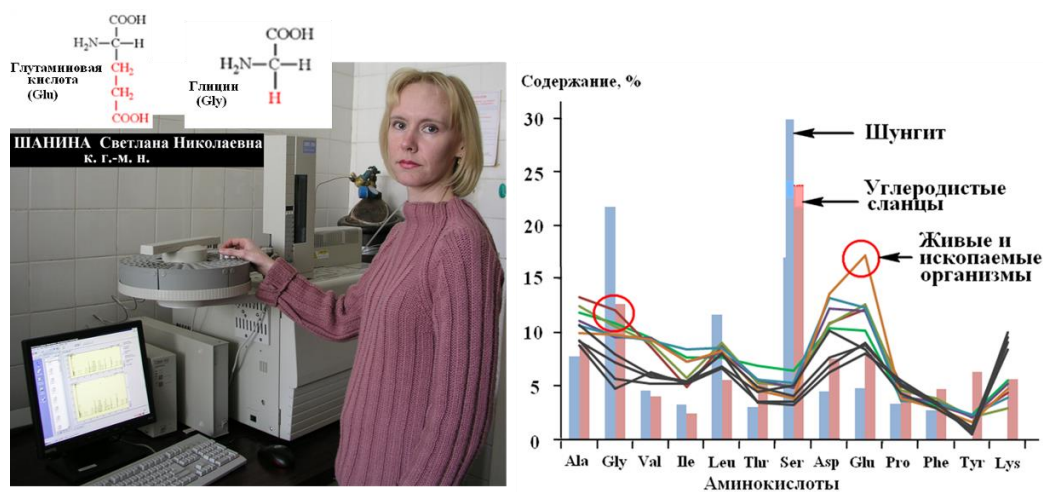 COOH
H₂N—C—H
CH₂
CH₂
COOH
Глутаминовая
кислота
(Glu)
COOH
H₂N—C—H
H
Глицин
(Gly)
ШАНИНА Светлана Николаевна
к. г.-м. н.
Содержание, %
30
25
20
15
10
5
0
Шунгит
Углеродистые
сланцы
Живые и
ископаемые
организмы
Ala Gly Val Ile Leu Thr Ser Asp Glu Pro Phe Tyr Lys
Аминокислоты